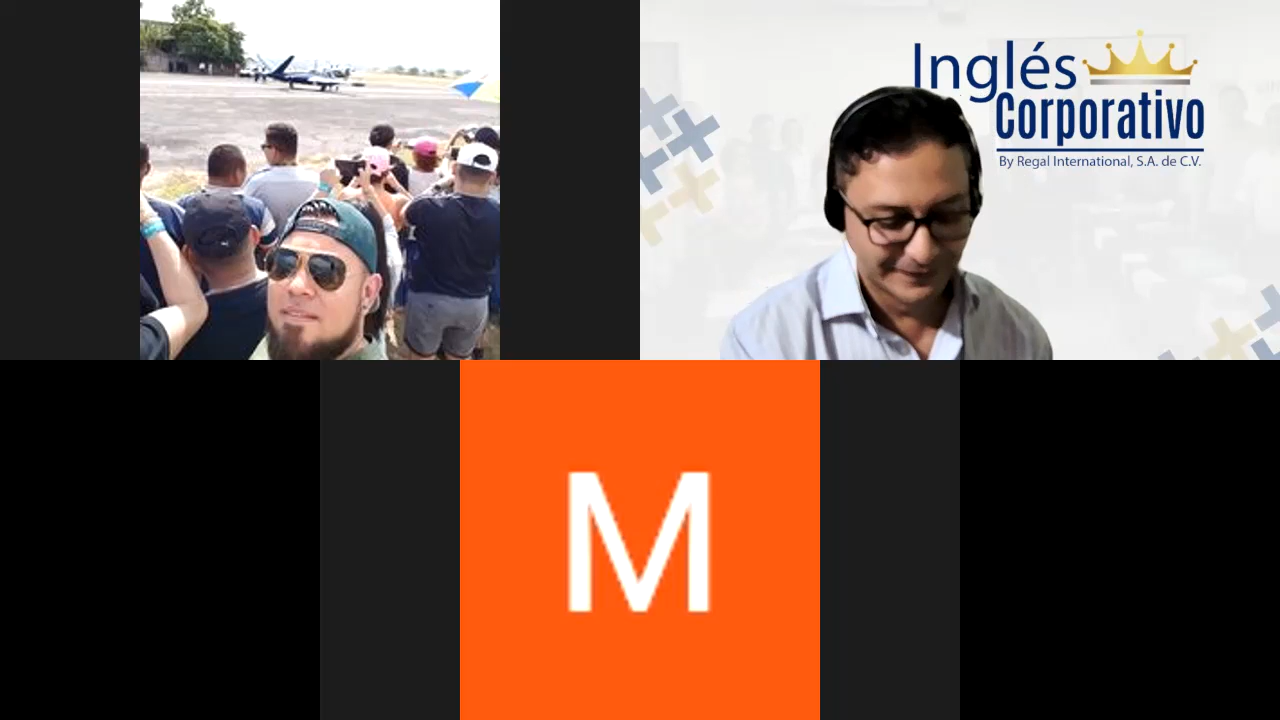 Inglés
Corporativo
By Regal International, S.A. de C.V.
M